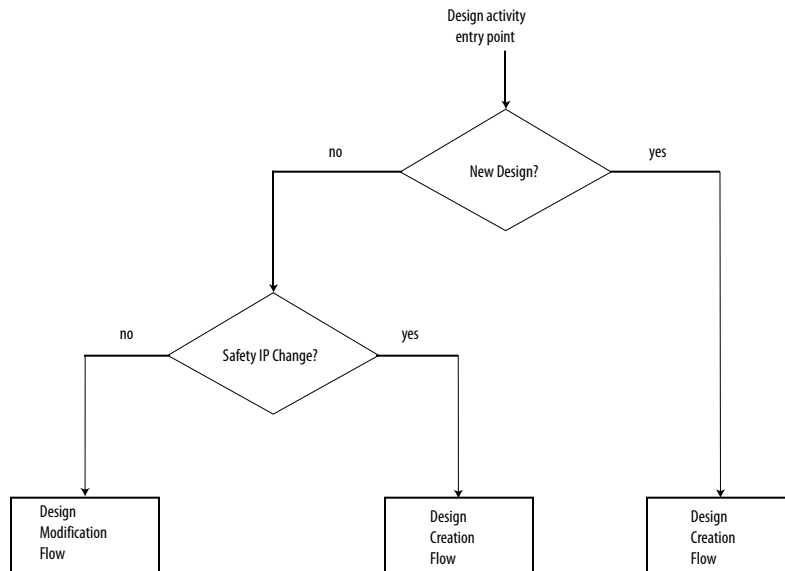 Design activity
entry point
no
New Design?
yes
no
Safety IP Change?
yes
Design
Modification
Flow
Design
Creation
Flow
Design
Creation
Flow